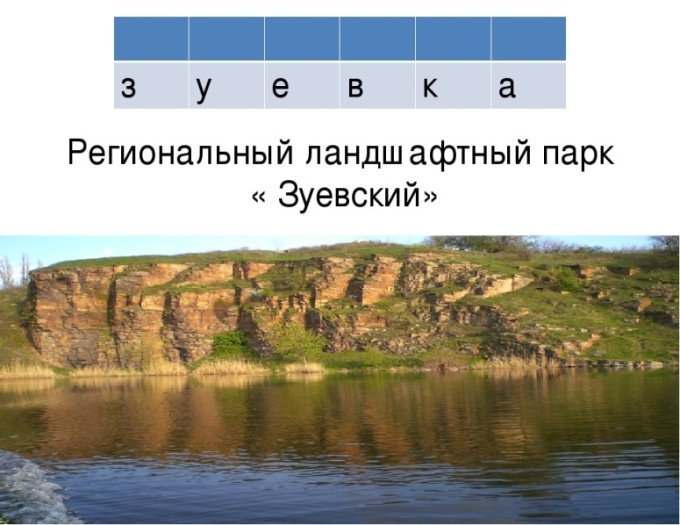 з у е в к а
Региональный ландшафтный парк
« Зуевский»